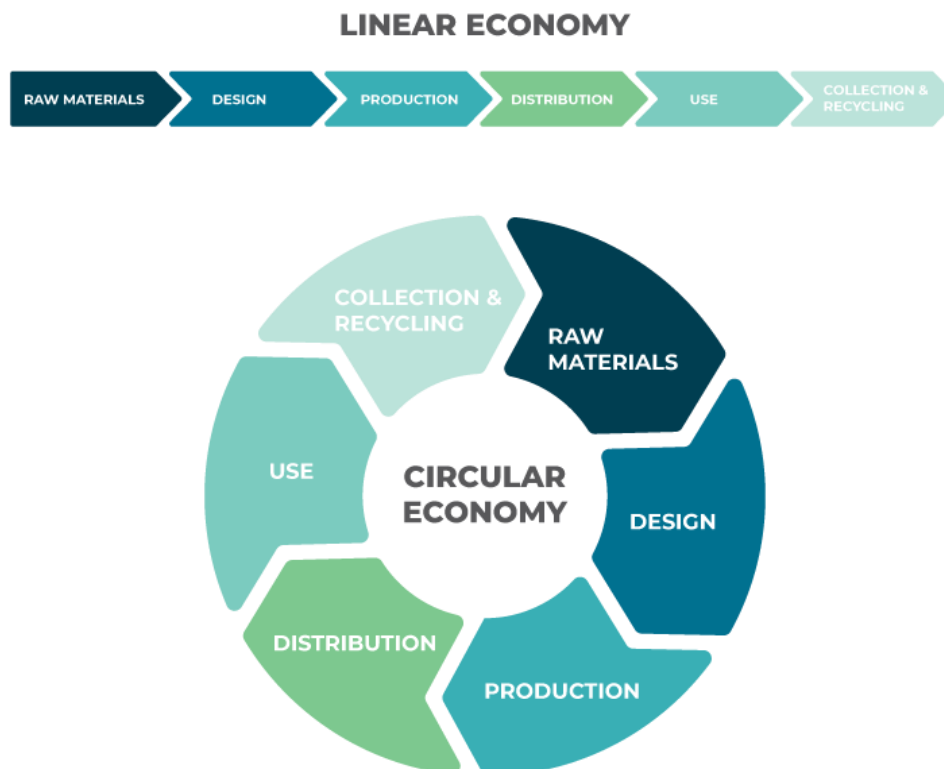 LINEAR ECONOMY
RAW MATERIALS
DESIGN
PRODUCTION
DISTRIBUTION
USE
COLLECTION &
RECYCLING
COLLECTION &
RECYCLING
RAW
MATERIALS
USE
CIRCULAR
ECONOMY
DESIGN
DISTRIBUTION
PRODUCTION